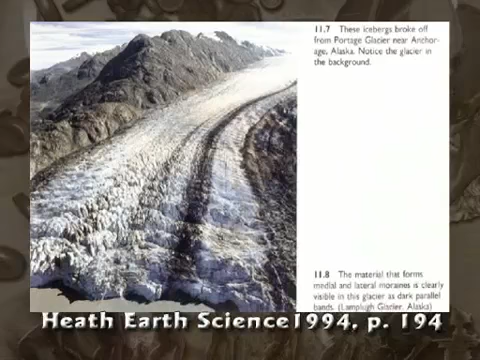 11.7 These icebergs broke off
from Portage Glacier near Anchor-
age, Alaska. Notice the glacier in
the background.
11.8 The material that forms
medial and lateral moraines is clearly
visible in this glacier as dark parallel
bands. (Lamplugh Glacier, Alaska)
Heath Earth Science1994, p. 194